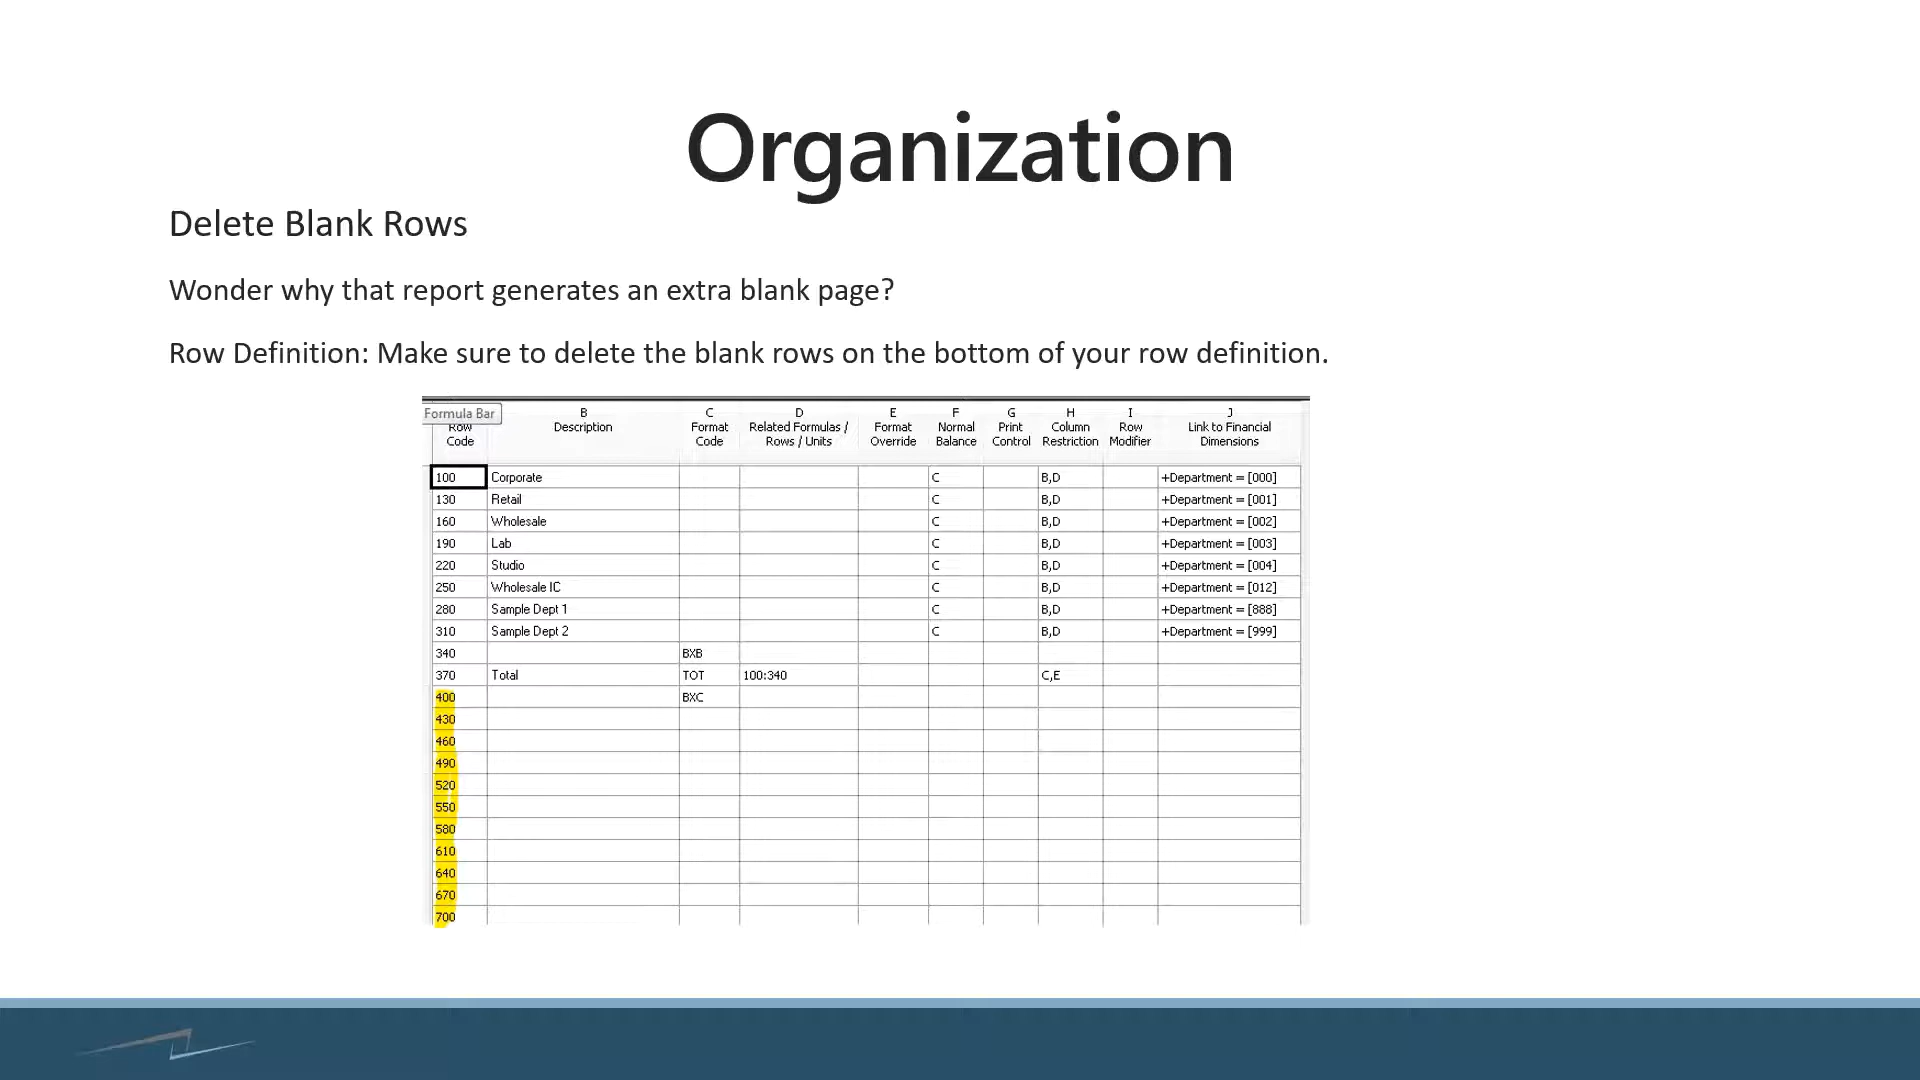 Organization
Delete Blank Rows
Wonder why that report generates an extra blank page?
Row Definition: Make sure to delete the blank rows on the bottom of your row definition.
Formula Bar B C D E F G H I J
Row Description Format Related Formulas / Format Normal Print Column Row Link to Financial
Code Code Rows / Units Override Balance Control Restriction Modifier Dimensions
100 Corporate C B,D +Department = [000]
130 Retail C B,D +Department = [001]
160 Wholesale C B,D +Department = [002]
190 Lab C B,D +Department = [003]
220 Studio C B,D +Department = [004]
250 Wholesale IC C B,D +Department = [012]
280 Sample Dept 1 C B,D +Department = [888]
310 Sample Dept 2 C B,D +Department = [999]
340 BXB
370 Total TOT 100:340 C,E
400 BXC
430
460
490
520
550
580
610
640
670
700